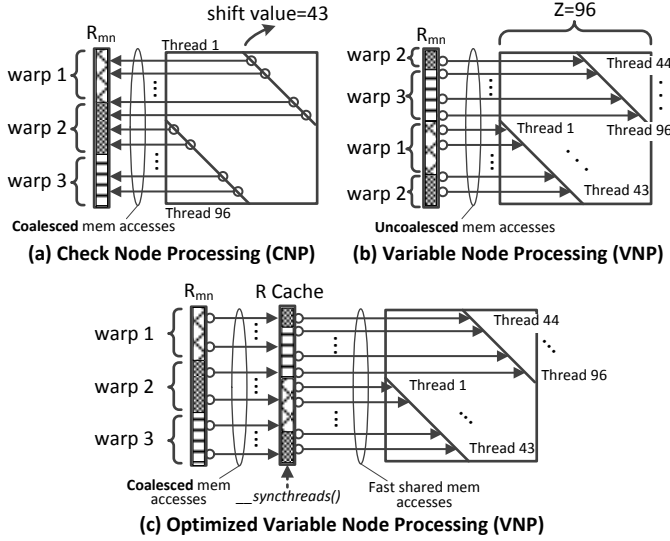 shift value=43
R_mn
Thread 1
warp 1
warp 2
warp 3
Thread 96
Coalesced mem accesses
(a) Check Node Processing (CNP)
Z=96
R_mn
warp 2
Thread 44
warp 3
Thread 96
Thread 1
warp 1
warp 2
Thread 43
Uncoalesced mem accesses
(b) Variable Node Processing (VNP)
R_mn
R Cache
warp 1
Thread 44
warp 2
Thread 96
Thread 1
warp 3
Thread 43
Coalesced mem
accesses
__syncthreads()
Fast shared mem
accesses
(c) Optimized Variable Node Processing (VNP)